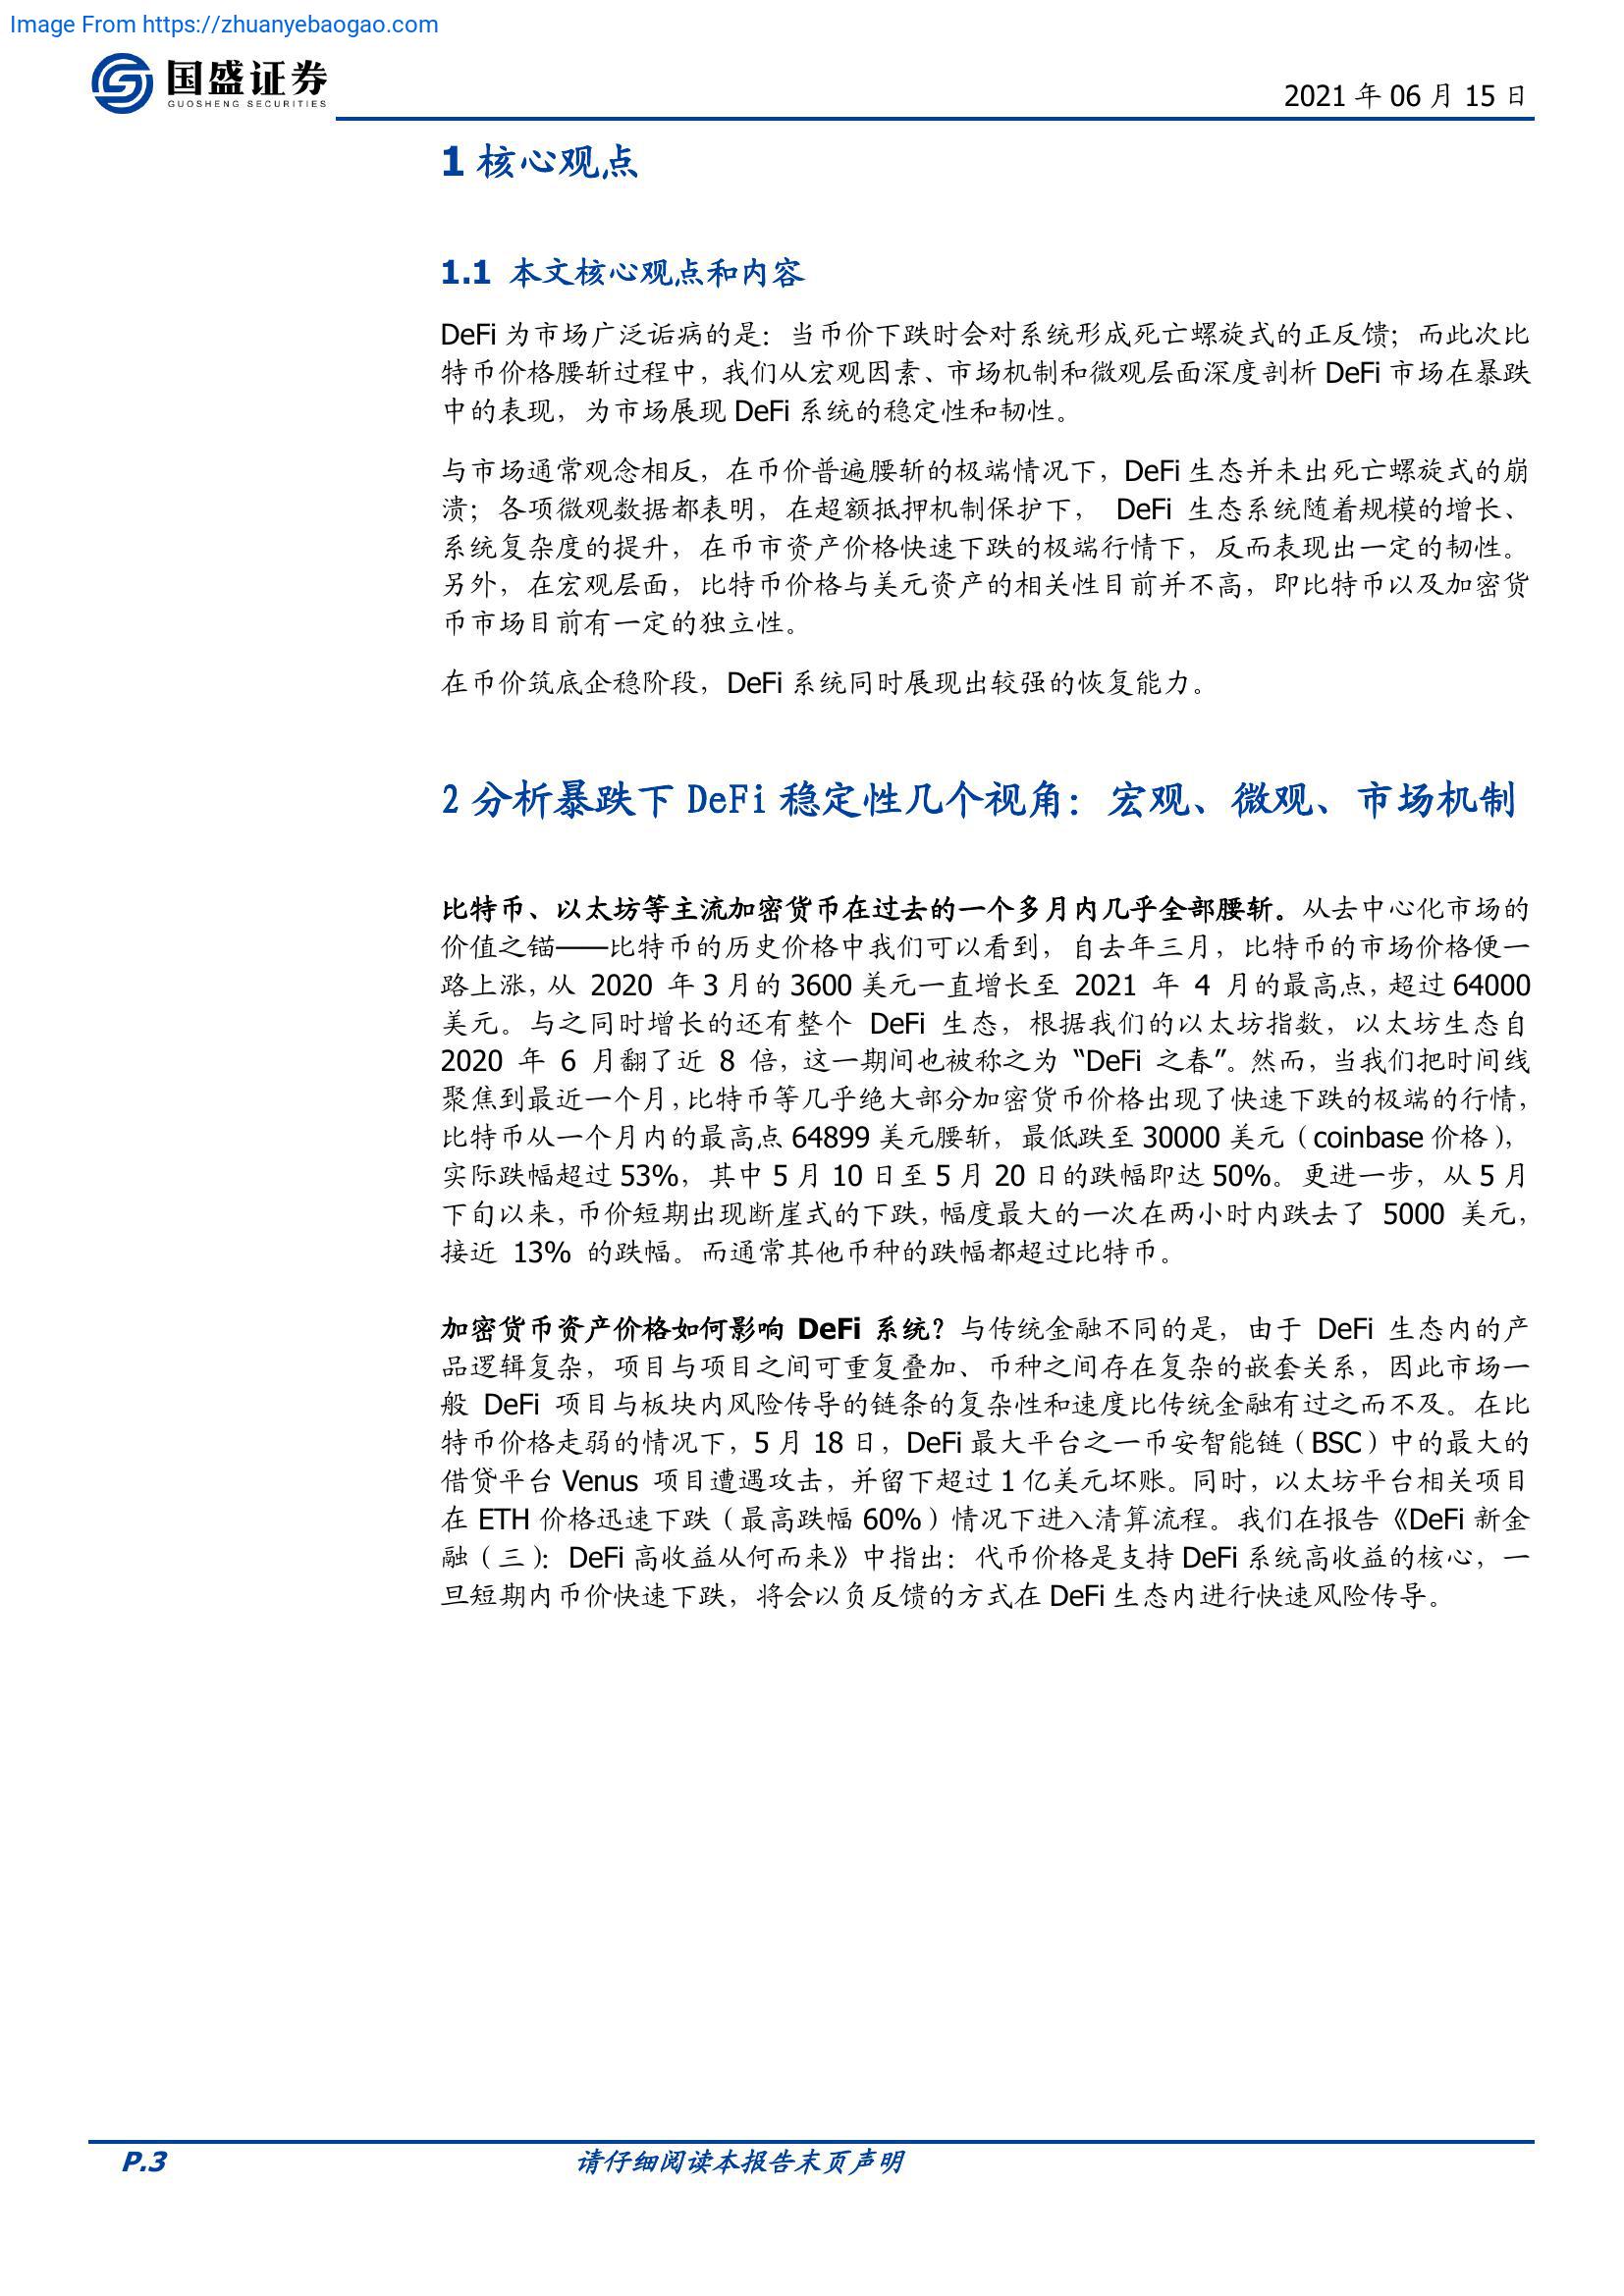 Image From https://zhuanyebaogao.com
国盛证券
GUOSHENG SECURITIES
2021 年 06 月 15 日
1 核心观点
1.1 本文核心观点和内容
DeFi 为市场广泛诟病的是：当币价下跌时会对系统形成死亡螺旋式的正反馈；而此次比
特币价格腰斩过程中，我们从宏观因素、市场机制和微观层面深度剖析 DeFi 市场在暴跌
中的表现，为市场展现 DeFi 系统的稳定性和韧性。
与市场通常观念相反，在币价普遍腰斩的极端情况下，DeFi 生态并未出死亡螺旋式的崩
溃；各项微观数据都表明，在超额抵押机制保护下， DeFi 生态系统随着规模的增长、
系统复杂度的提升，在币市资产价格快速下跌的极端行情下，反而表现出一定的韧性。
另外，在宏观层面，比特币价格与美元资产的相关性目前并不高，即比特币以及加密货
币市场目前有一定的独立性。
在币价筑底企稳阶段，DeFi 系统同时展现出较强的恢复能力。
2 分析暴跌下 DeFi 稳定性几个视角：宏观、微观、市场机制
比特币、以太坊等主流加密货币在过去的一个多月内几乎全部腰斩。从去中心化市场的
价值之锚——比特币的历史价格中我们可以看到，自去年三月，比特币的市场价格便一
路上涨，从 2020 年 3 月的 3600 美元一直增长至 2021 年 4 月的最高点，超过 64000
美元。与之同时增长的还有整个 DeFi 生态，根据我们的以太坊指数，以太坊生态自
2020 年 6 月翻了近 8 倍，这一期间也被称之为 “DeFi 之春”。然而，当我们把时间线
聚焦到最近一个月，比特币等几乎绝大部分加密货币价格出现了快速下跌的极端的行情，
比特币从一个月内的最高点 64899 美元腰斩，最低跌至 30000 美元（coinbase 价格），
实际跌幅超过 53%，其中 5 月 10 日至 5 月 20 日的跌幅即达 50%。更进一步，从 5 月
下旬以来，币价短期出现断崖式的下跌，幅度最大的一次在两小时内跌去了 5000 美元，
接近 13% 的跌幅。而通常其他币种的跌幅都超过比特币。
加密货币资产价格如何影响 DeFi 系统？与传统金融不同的是，由于 DeFi 生态内的产
品逻辑复杂，项目与项目之间可重复叠加、币种之间存在复杂的嵌套关系，因此市场一
般 DeFi 项目与板块内风险传导的链条的复杂性和速度比传统金融有过之而不及。在比
特币价格走弱的情况下，5 月 18 日，DeFi 最大平台之一币安智能链（BSC）中的最大的
借贷平台 Venus 项目遭遇攻击，并留下超过 1 亿美元坏账。同时，以太坊平台相关项目
在 ETH 价格迅速下跌（最高跌幅 60%）情况下进入清算流程。我们在报告《DeFi 新金
融（三）：DeFi 高收益从何而来》中指出：代币价格是支持 DeFi 系统高收益的核心，一
旦短期内币价快速下跌，将会以负反馈的方式在 DeFi 生态内进行快速风险传导。
P.3
请仔细阅读本报告末页声明